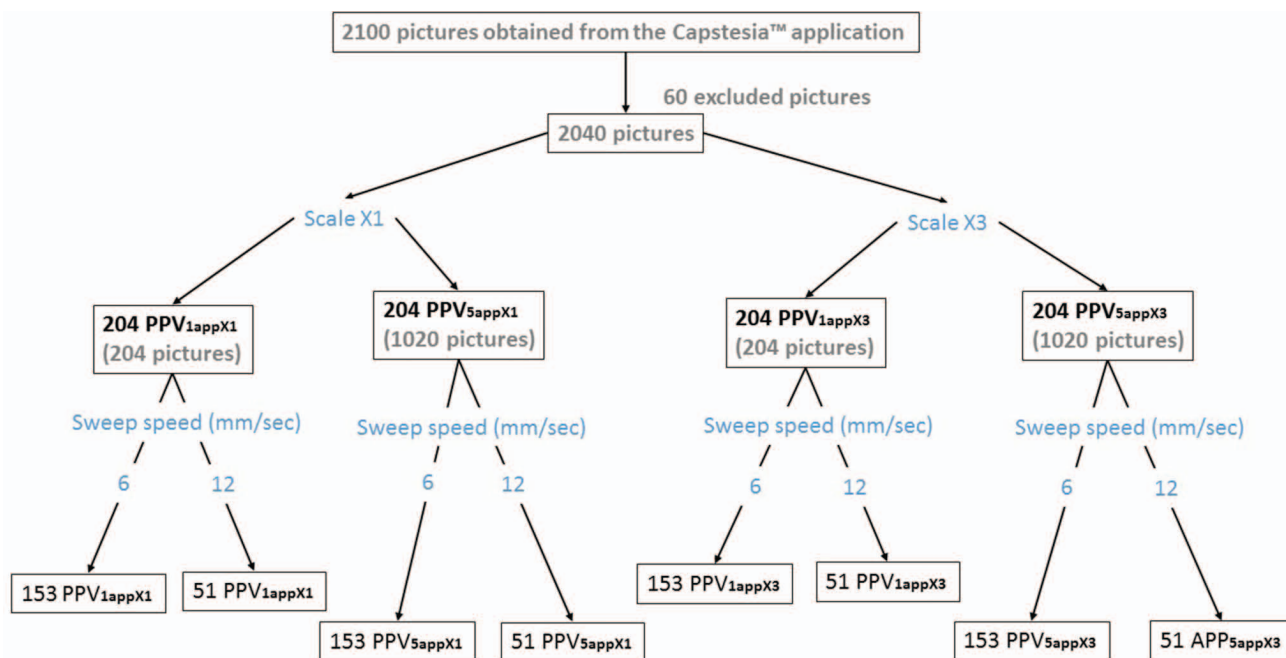 2100 pictures obtained from the Capstesia™ application
60 excluded pictures
2040 pictures
Scale X1
Scale X3
204 PPV1appX1
(204 pictures)
204 PPV5appX1
(1020 pictures)
204 PPV1appX3
(204 pictures)
204 PPV5appX3
(1020 pictures)
Sweep speed (mm/sec)
Sweep speed (mm/sec)
Sweep speed (mm/sec)
Sweep speed (mm/sec)
6 12
6 12
6 12
6 12
153 PPV1appX1
51 PPV1appX1
153 PPV5appX1
51 PPV5appX1
153 PPV1appX3
51 PPV1appX3
153 PPV5appX3
51 APP5appX3